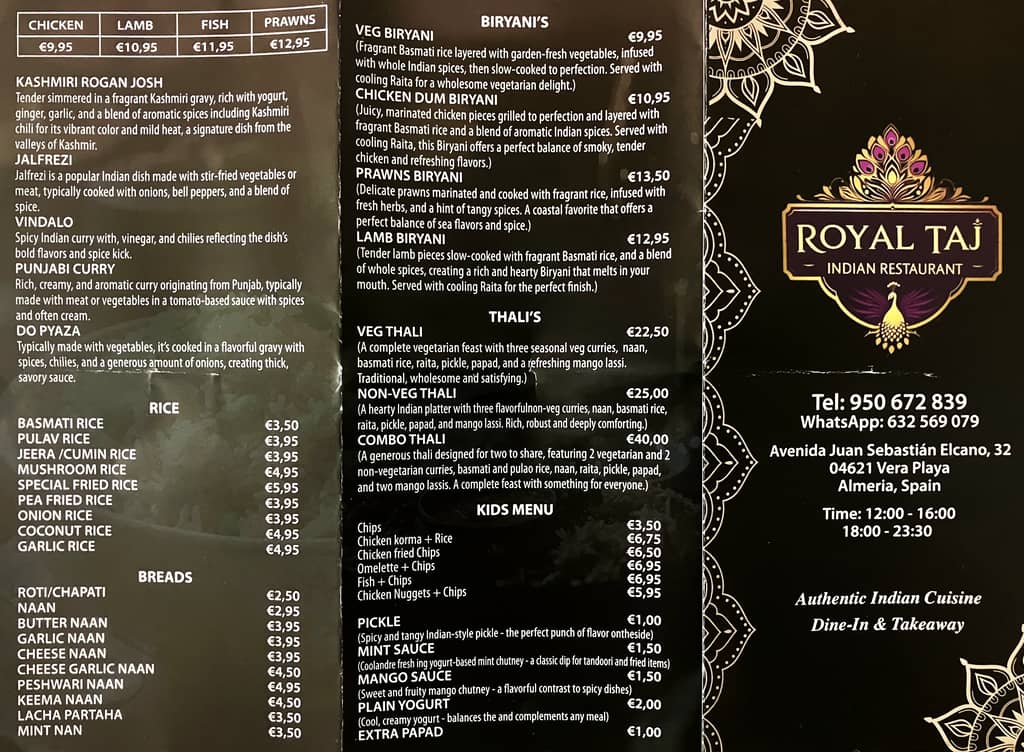 CHICKEN LAMB FISH PRAWNS
€9,95 €10,95 €11,95 €12,95
KASHMIRI ROGAN JOSH
Tender simmered in a fragrant Kashmiri gravy, rich with yogurt,
ginger, garlic, and a blend of aromatic spices including Kashmiri
chili for its vibrant color and mild heat, a signature dish from the
valleys of Kashmir.
JALFREZI
Jalfrezi is a popular Indian dish made with stir-fried vegetables or
meat, typically cooked with onions, bell peppers, and a blend of
spice.
VINDALO
Spicy Indian curry with, vinegar, and chilies reflecting the dish's
bold flavors and spice kick.
PUNJABI CURRY
Rich, creamy, and aromatic curry originating from Punjab, typically
made with meat or vegetables in a tomato-based sauce with spices
and often cream.
DO PYAZA
Typically made with vegetables, it's cooked in a flavorful gravy with
spices, chilies, and a generous amount of onions, creating thick,
savory sauce.
RICE
BASMATI RICE €3,50
PULAV RICE €3,95
JEERA /CUMIN RICE €3,95
MUSHROOM RICE €4,95
SPECIAL FRIED RICE €5,95
PEA FRIED RICE €3,95
ONION RICE €3,95
COCONUT RICE €4,95
GARLIC RICE €4,95
BREADS
ROTI/CHAPATI €2,50
NAAN €2,95
BUTTER NAAN €3,95
GARLIC NAAN €3,95
CHEESE NAAN €3,95
CHEESE GARLIC NAAN €4,50
PESHWARI NAAN €4,95
KEEMA NAAN €4,50
LACHA PARTAHA €3,50
MINT NAN €3,50
BIRYANI'S
VEG BIRYANI €9,95
(Fragrant Basmati rice layered with garden-fresh vegetables, infused
with whole Indian spices, then slow-cooked to perfection. Served with
cooling Raita for a wholesome vegetarian delight.)
CHICKEN DUM BIRYANI €10,95
(Juicy, marinated chicken pieces grilled to perfection and layered with
fragrant Basmati rice and a blend of aromatic Indian spices. Served with
cooling Raita, this Biryani offers a perfect balance of smoky, tender
chicken and refreshing flavors.)
PRAWNS BIRYANI €13,50
(Delicate prawns marinated and cooked with fragrant rice, infused with
fresh herbs, and a hint of tangy spices. A coastal favorite that offers a
perfect balance of sea flavors and spice.)
LAMB BIRYANI €12,95
(Tender lamb pieces slow-cooked with fragrant Basmati rice, and a blend
of whole spices, creating a rich and hearty Biryani that melts in your
mouth. Served with cooling Raita for the perfect finish.)
THALI'S
VEG THALI €22,50
(A complete vegetarian feast with three seasonal veg curries, naan,
basmati rice, raita, pickle, papad, and a refreshing mango lassi.
Traditional, wholesome and satisfying.)
NON-VEG THALI €25,00
(A hearty Indian platter with three flavorfulnon-veg curries, naan, basmati rice,
raita, pickle, papad, and mango lassi. Rich, robust and deeply comforting.)
COMBO THALI €40,00
(A generous thali designed for two to share, featuring 2 vegetarian and 2
non-vegetarian curries, basmati and pulao rice, naan, raita, pickle, papad,
and two mango lassis. A complete feast with something for everyone.)
KIDS MENU
Chips €3,50
Chicken korma + Rice €6,75
Chicken fried Chips €6,50
Omelette + Chips €6,95
Fish + Chips €6,95
Chicken Nuggets + Chips €5,95
PICKLE €1,00
(Spicy and tangy Indian-style pickle - the perfect punch of flavor ontheside)
MINT SAUCE €1,50
(Coolandre fresh ing yogurt-based mint chutney - a classic dip for tandoori and fried items)
MANGO SAUCE €1,50
(Sweet and fruity mango chutney - a flavorful contrast to spicy dishes)
PLAIN YOGURT €2,00
(Cool, creamy yogurt - balances the and complements any meal)
EXTRA PAPAD €1,00
ROYAL TAJ
INDIAN RESTAURANT
Tel: 950 672 839
WhatsApp: 632 569 079
Avenida Juan Sebastián Elcano, 32
04621 Vera Playa
Almeria, Spain
Time: 12:00 - 16:00
18:00 - 23:30
Authentic Indian Cuisine
Dine-In & Takeaway